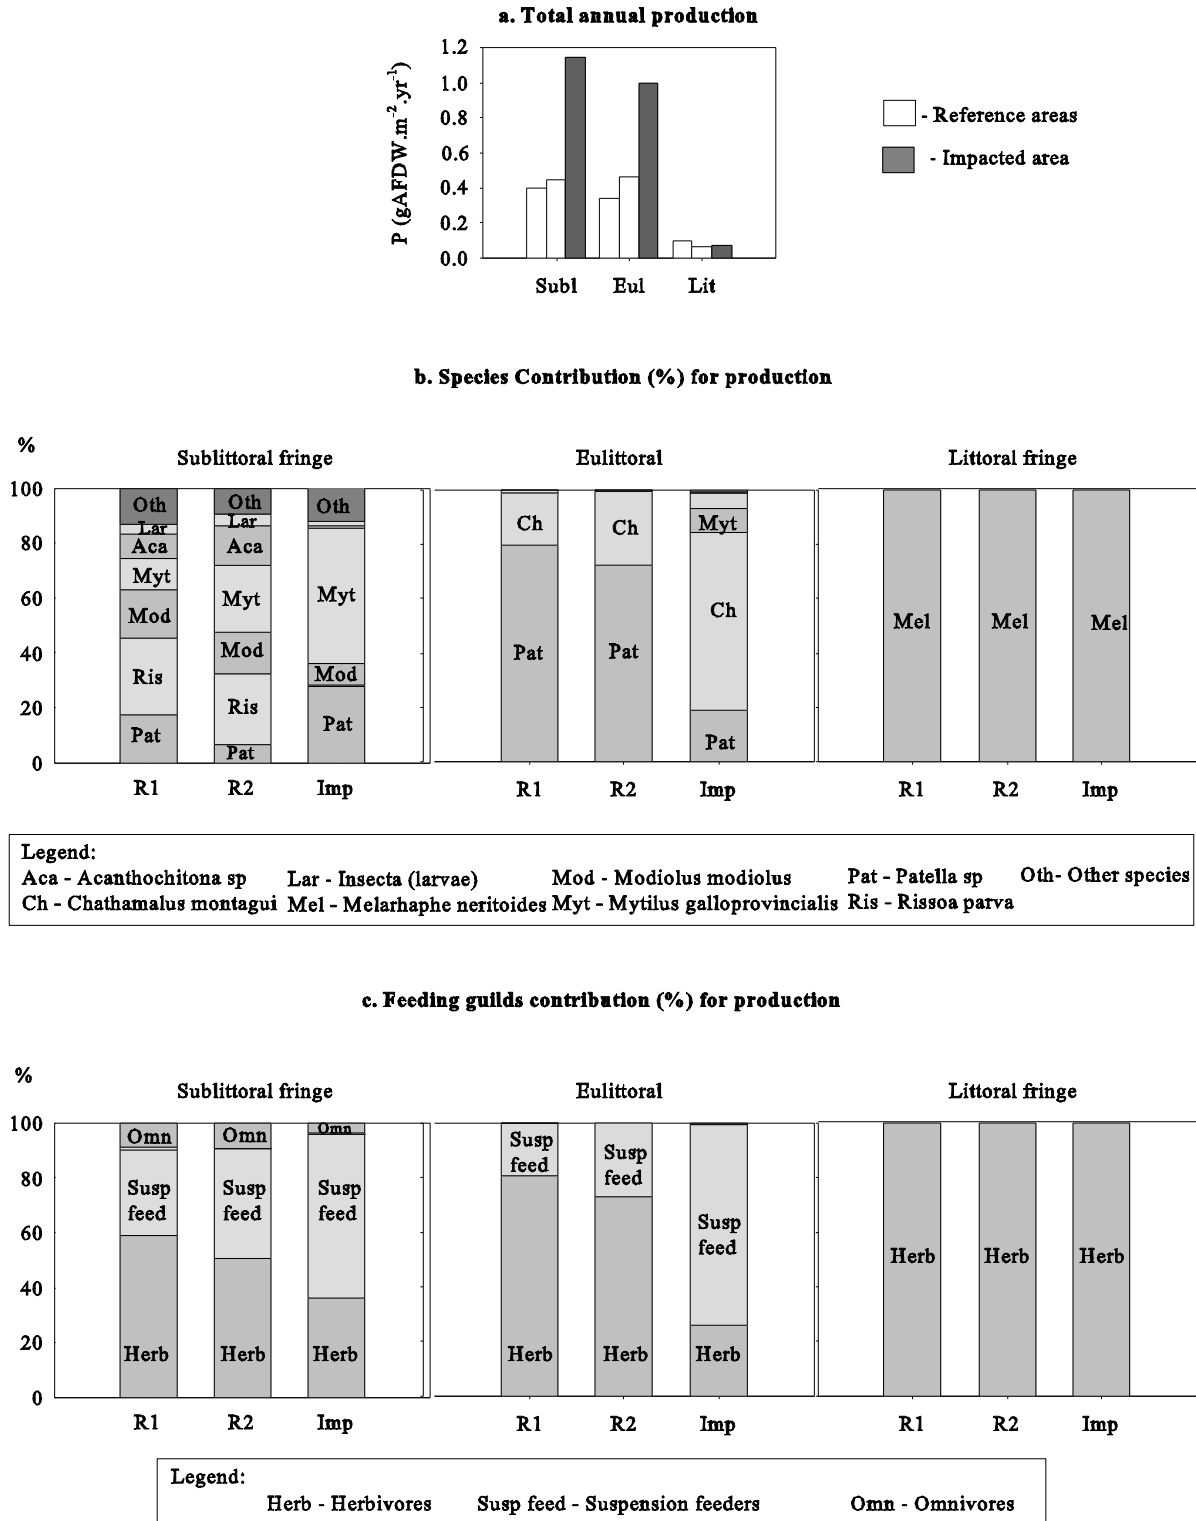 a. Total annual production
P (gAFDW.m-2.yr-1)
1.2
1.0
0.8
0.6
0.4
0.2
0.0
Subl Eul Lit
- Reference areas
- Impacted area
b. Species Contribution (%) for production
%
Sublittoral fringe Eulittoral Littoral fringe
100
80
60
40
20
0
Oth
Lar
Aca
Myt
Mod
Ris
Pat
Oth
Lar
Aca
Myt
Mod
Ris
Pat
Oth
Myt
Mod
Pat
Ch
Pat
Ch
Pat
Myt
Ch
Pat
Mel
Mel
Mel
R1 R2 Imp R1 R2 Imp R1 R2 Imp
Legend:
Aca - Acanthochitona sp Lar - Insecta (larvae) Mod - Modiolus modiolus Pat - Patella sp Oth- Other species
Ch - Chathamalus montagui Mel - Melarhaphe neritoides Myt - Mytilus galloprovincialis Ris - Rissoa parva
c. Feeding guilds contribution (%) for production
%
Sublittoral fringe Eulittoral Littoral fringe
100
80
60
40
20
0
Omn
Susp
feed
Herb
Omn
Susp
feed
Herb
Omn
Susp
feed
Herb
Susp
feed
Herb
Susp
feed
Herb
Susp
feed
Herb
Herb
Herb
Herb
R1 R2 Imp R1 R2 Imp R1 R2 Imp
Legend:
Herb - Herbivores Susp feed - Suspension feeders Omn - Omnivores